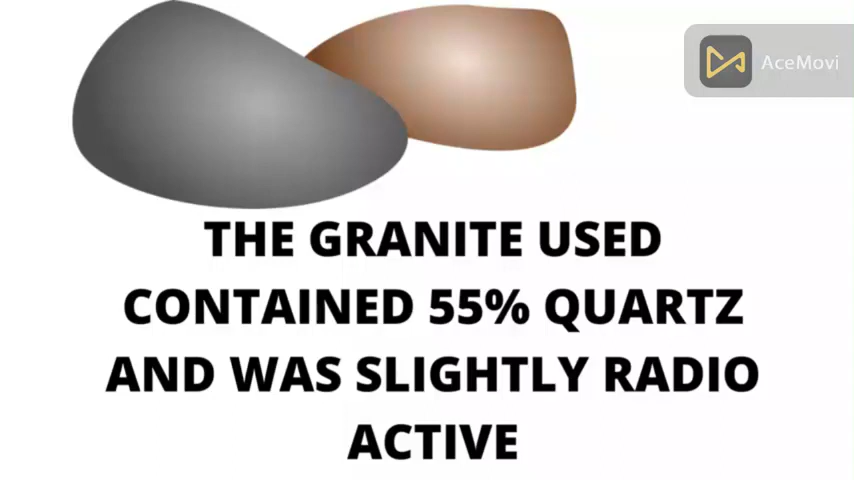 AceMovi
THE GRANITE USED
CONTAINED 55% QUARTZ
AND WAS SLIGHTLY RADIO
ACTIVE